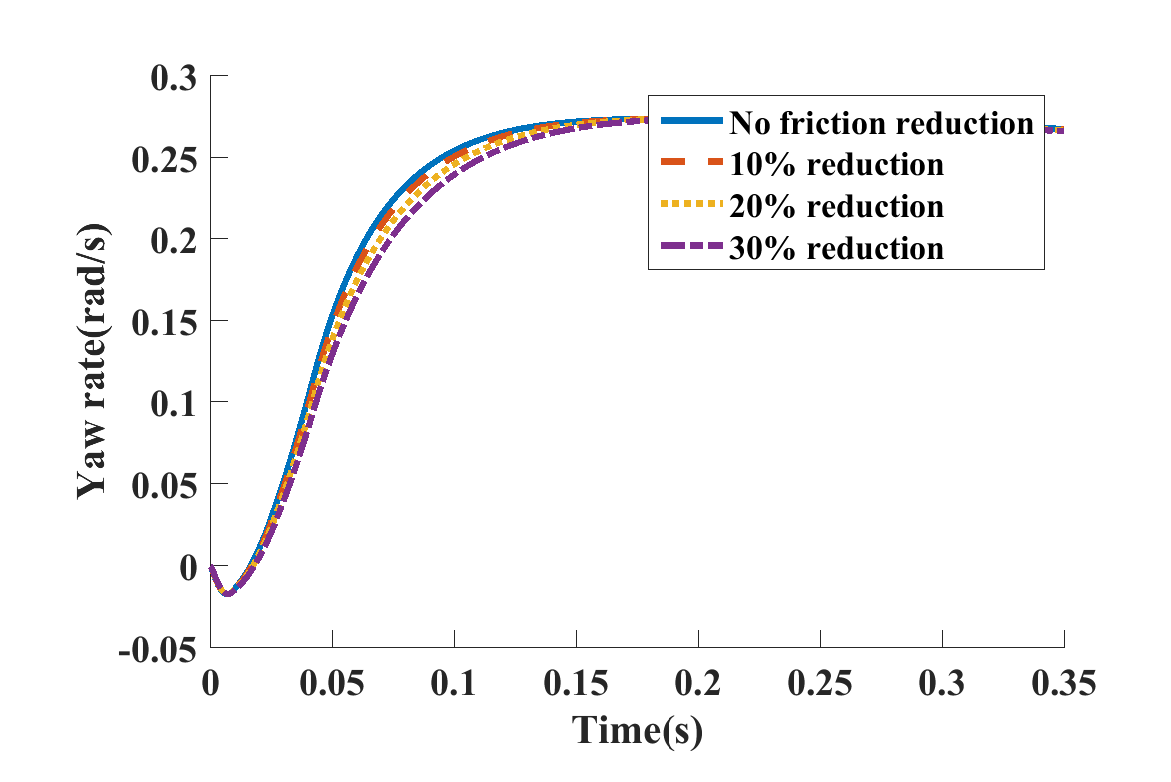 0.3
0.25
0.2
0.15
0.1
0.05
0
-0.05
Yaw rate(rad/s)
No friction reduction
10% reduction
20% reduction
30% reduction
0 0.05 0.1 0.15 0.2 0.25 0.3 0.35
Time(s)